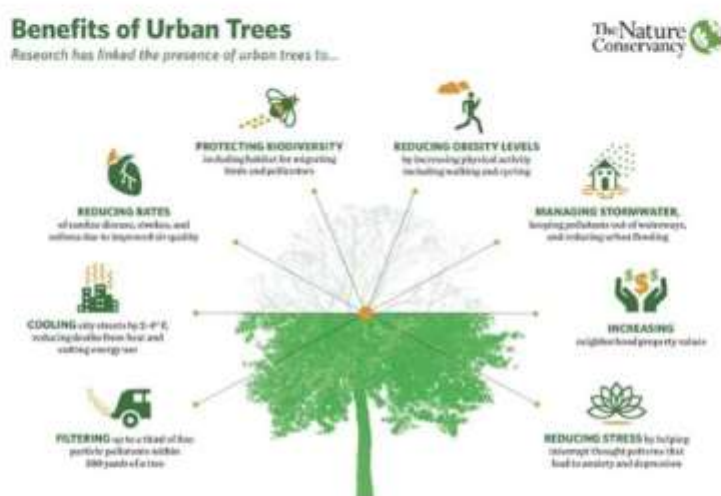 Benefits of Urban Trees
Research has linked the presence of urban trees to...
The Nature
Conservancy
PROTECTING BIODIVERSITY
including habitat for migrating
birds and pollinators
REDUCING OBESITY LEVELS
by increasing physical activity
including walking and cycling
REDUCING RATES
of cardiac disease, strokes, and
asthma due to improved air quality
MANAGING STORMWATER,
keeping pollutants out of waterways,
and reducing urban flooding
COOLING city streets by 2-4° F,
reducing deaths from heat and
cutting energy use
$ $ $
INCREASING
neighborhood property values
FILTERING up to a third of fine
particle pollutants within
300 yards of a tree
REDUCING STRESS by helping
interrupt thought patterns that
lead to anxiety and depression